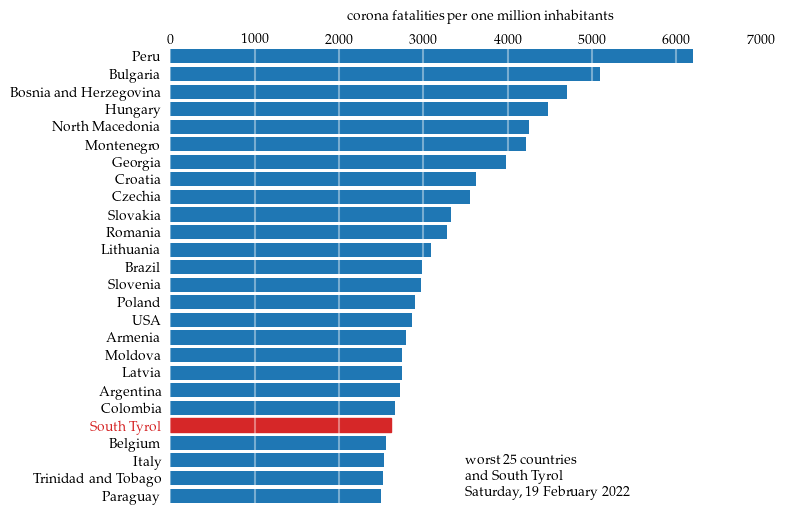 corona fatalities per one million inhabitants
0 1000 2000 3000 4000 5000 6000 7000
Peru
Bulgaria
Bosnia and Herzegovina
Hungary
North Macedonia
Montenegro
Georgia
Croatia
Czechia
Slovakia
Romania
Lithuania
Brazil
Slovenia
Poland
USA
Armenia
Moldova
Latvia
Argentina
Colombia
South Tyrol
Belgium
Italy
Trinidad and Tobago
Paraguay
worst 25 countries
and South Tyrol
Saturday, 19 February 2022